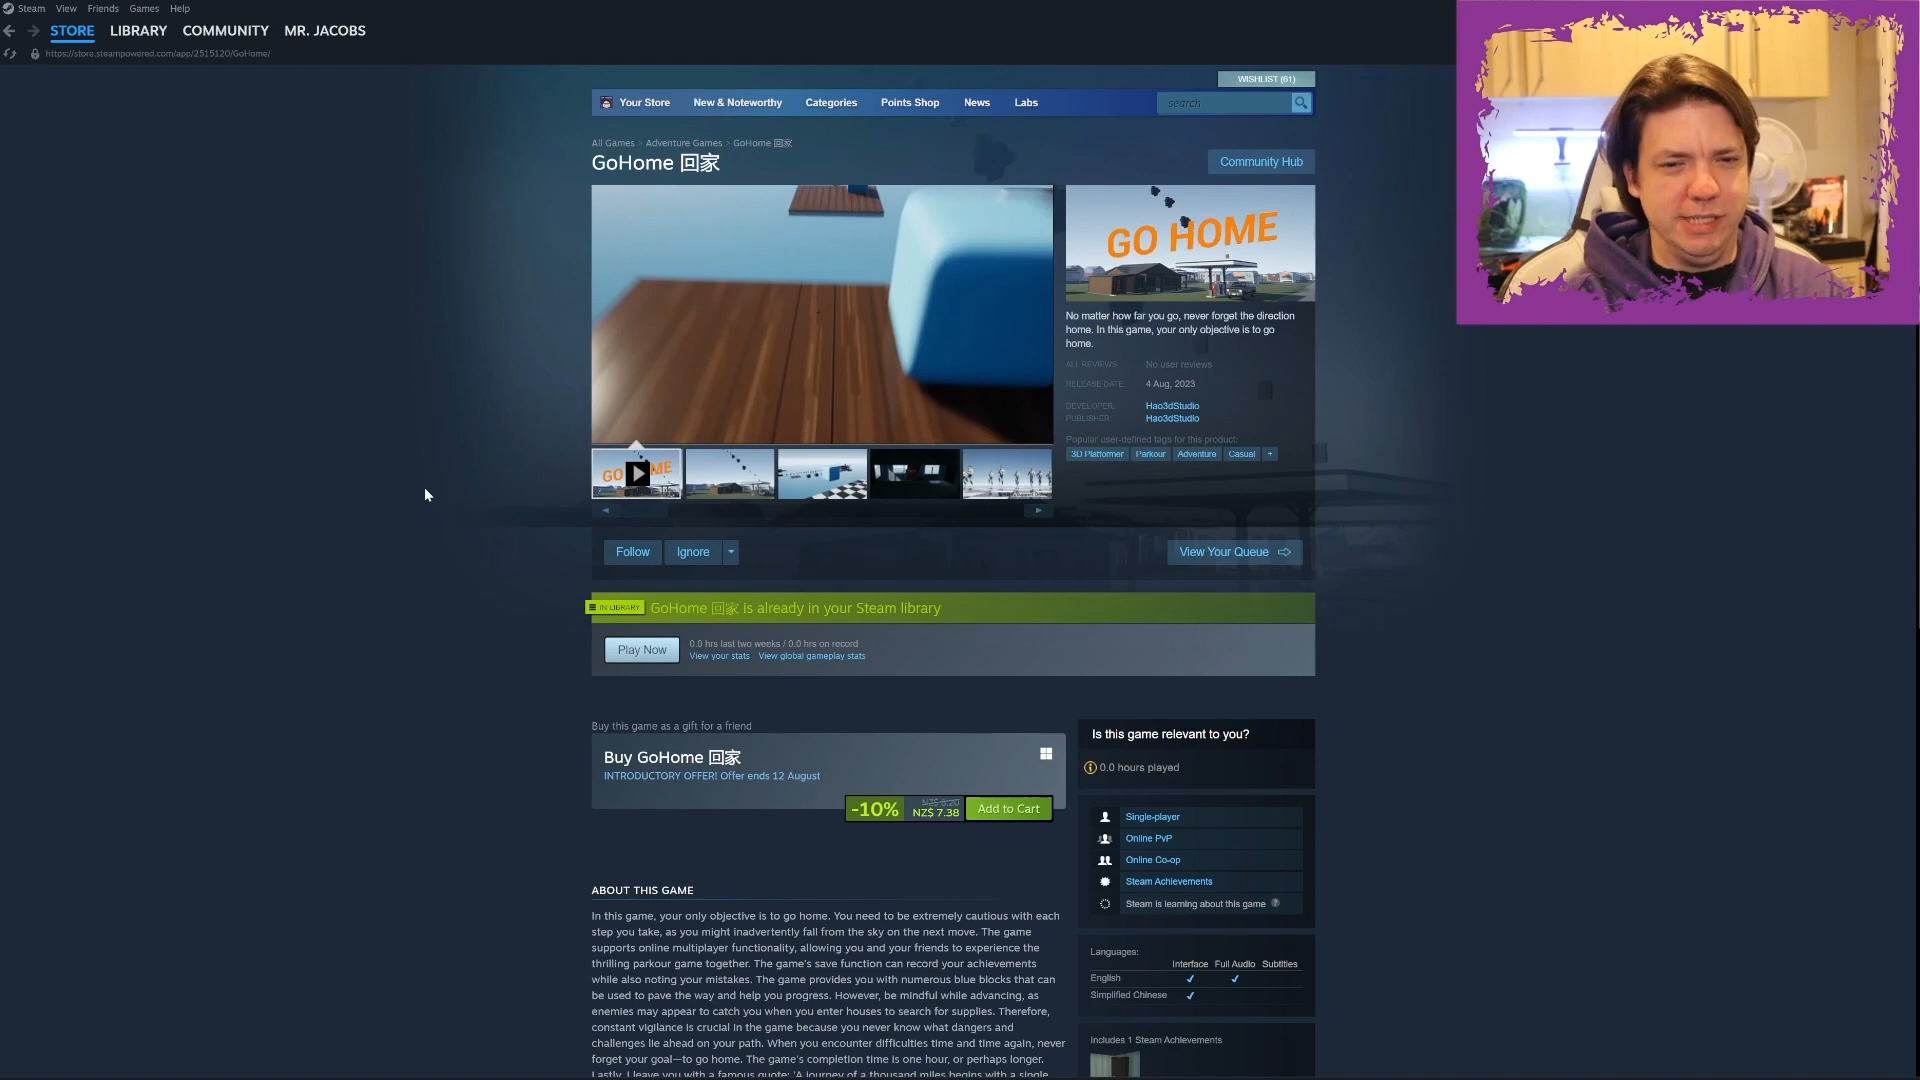 Steam View Friends Games Help
STORE LIBRARY COMMUNITY MR. JACOBS
https://store.steampowered.com/app/2515120/GoHome/
WISHLIST (61)
Your Store New & Noteworthy Categories Points Shop News Labs search
All Games > Adventure Games > GoHome 回家
GoHome 回家
Community Hub
GO HOME
No matter how far you go, never forget the direction
home. In this game, your only objective is to go
home.
ALL REVIEWS: No user reviews
RELEASE DATE: 4 Aug, 2023
DEVELOPER: Hao3dStudio
PUBLISHER: Hao3dStudio
Popular user-defined tags for this product:
3D Platformer Parkour Adventure Casual +
Follow Ignore
View Your Queue
IN LIBRARY GoHome 回家 is already in your Steam library
Play Now
0.0 hrs last two weeks / 0.0 hrs on record
View your stats View global gameplay stats
Buy this game as a gift for a friend
Buy GoHome 回家
INTRODUCTORY OFFER! Offer ends 12 August
-10% NZ$ 8.20 NZ$ 7.38 Add to Cart
Is this game relevant to you?
0.0 hours played
Single-player
Online PvP
Online Co-op
Steam Achievements
Steam is learning about this game ?
Languages:
Interface Full Audio Subtitles
English ✔ ✔
Simplified Chinese ✔
Includes 1 Steam Achievements
ABOUT THIS GAME
In this game, your only objective is to go home. You need to be extremely cautious with each
step you take, as you might inadvertently fall from the sky on the next move. The game
supports online multiplayer functionality, allowing you and your friends to experience the
thrilling parkour game together. The game's save function can record your achievements
while also noting your mistakes. The game provides you with numerous blue blocks that can
be used to pave the way and help you progress. However, be mindful while advancing, as
enemies may appear to catch you when you enter houses to search for supplies. Therefore,
constant vigilance is crucial in the game because you never know what dangers and
challenges lie ahead on your path. When you encounter difficulties time and time again, never
forget your goal—to go home. The game's completion time is one hour, or perhaps longer.
Lastly, I leave you with a famous quote: 'A journey of a thousand miles begins with a single